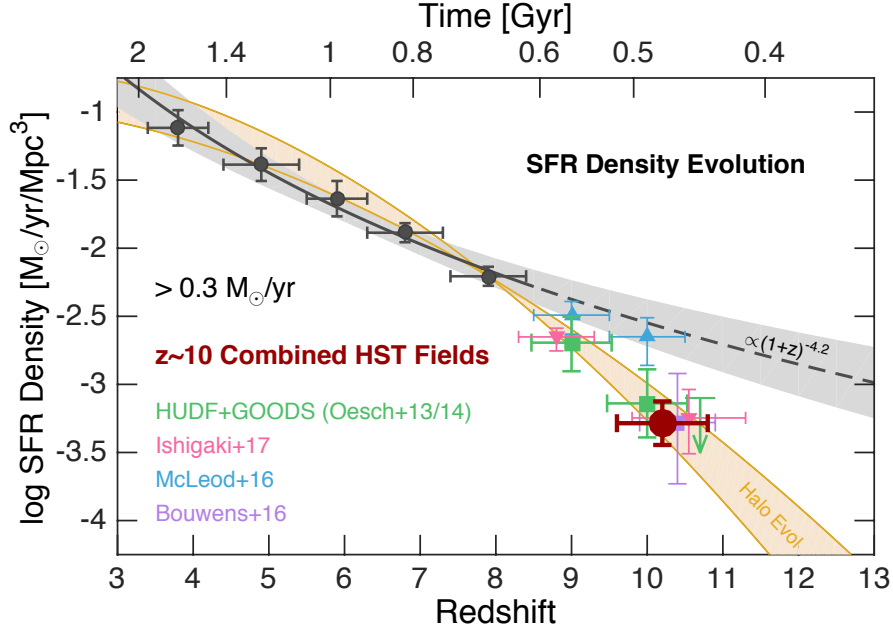 Time [Gyr]
2 1.4 1 0.8 0.6 0.5 0.4
SFR Density Evolution
> 0.3 M☉/yr
z~10 Combined HST Fields
HUDF+GOODS (Oesch+13/14)
Ishigaki+17
McLeod+16
Bouwens+16
∝(1+z)^-4.2
Halo Evol.
log SFR Density [M☉/yr/Mpc³]
-1
-1.5
-2
-2.5
-3
-3.5
-4
3 4 5 6 7 8 9 10 11 12 13
Redshift